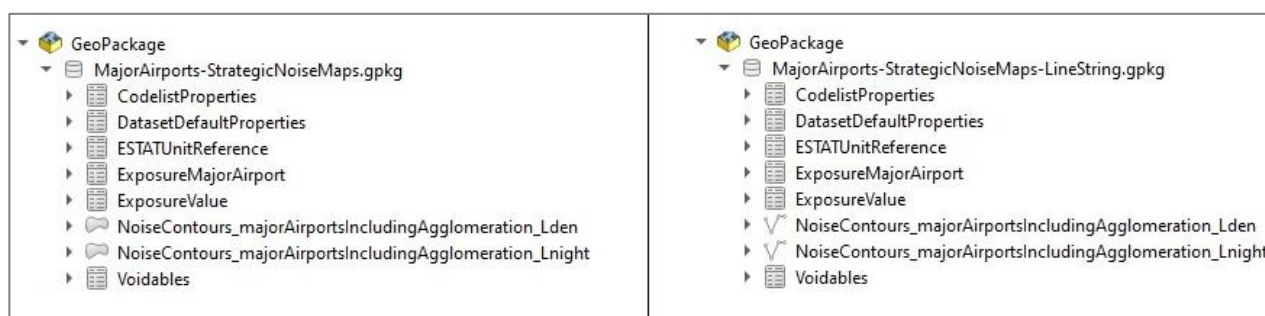 GeoPackage
MajorAirports-StrategicNoiseMaps.gpkg
CodelistProperties
DatasetDefaultProperties
ESTATUnitReference
ExposureMajorAirport
ExposureValue
NoiseContours_majorAirportsIncludingAgglomeration_Lden
NoiseContours_majorAirportsIncludingAgglomeration_Lnight
Voidables
GeoPackage
MajorAirports-StrategicNoiseMaps-LineString.gpkg
CodelistProperties
DatasetDefaultProperties
ESTATUnitReference
ExposureMajorAirport
ExposureValue
NoiseContours_majorAirportsIncludingAgglomeration_Lden
NoiseContours_majorAirportsIncludingAgglomeration_Lnight
Voidables